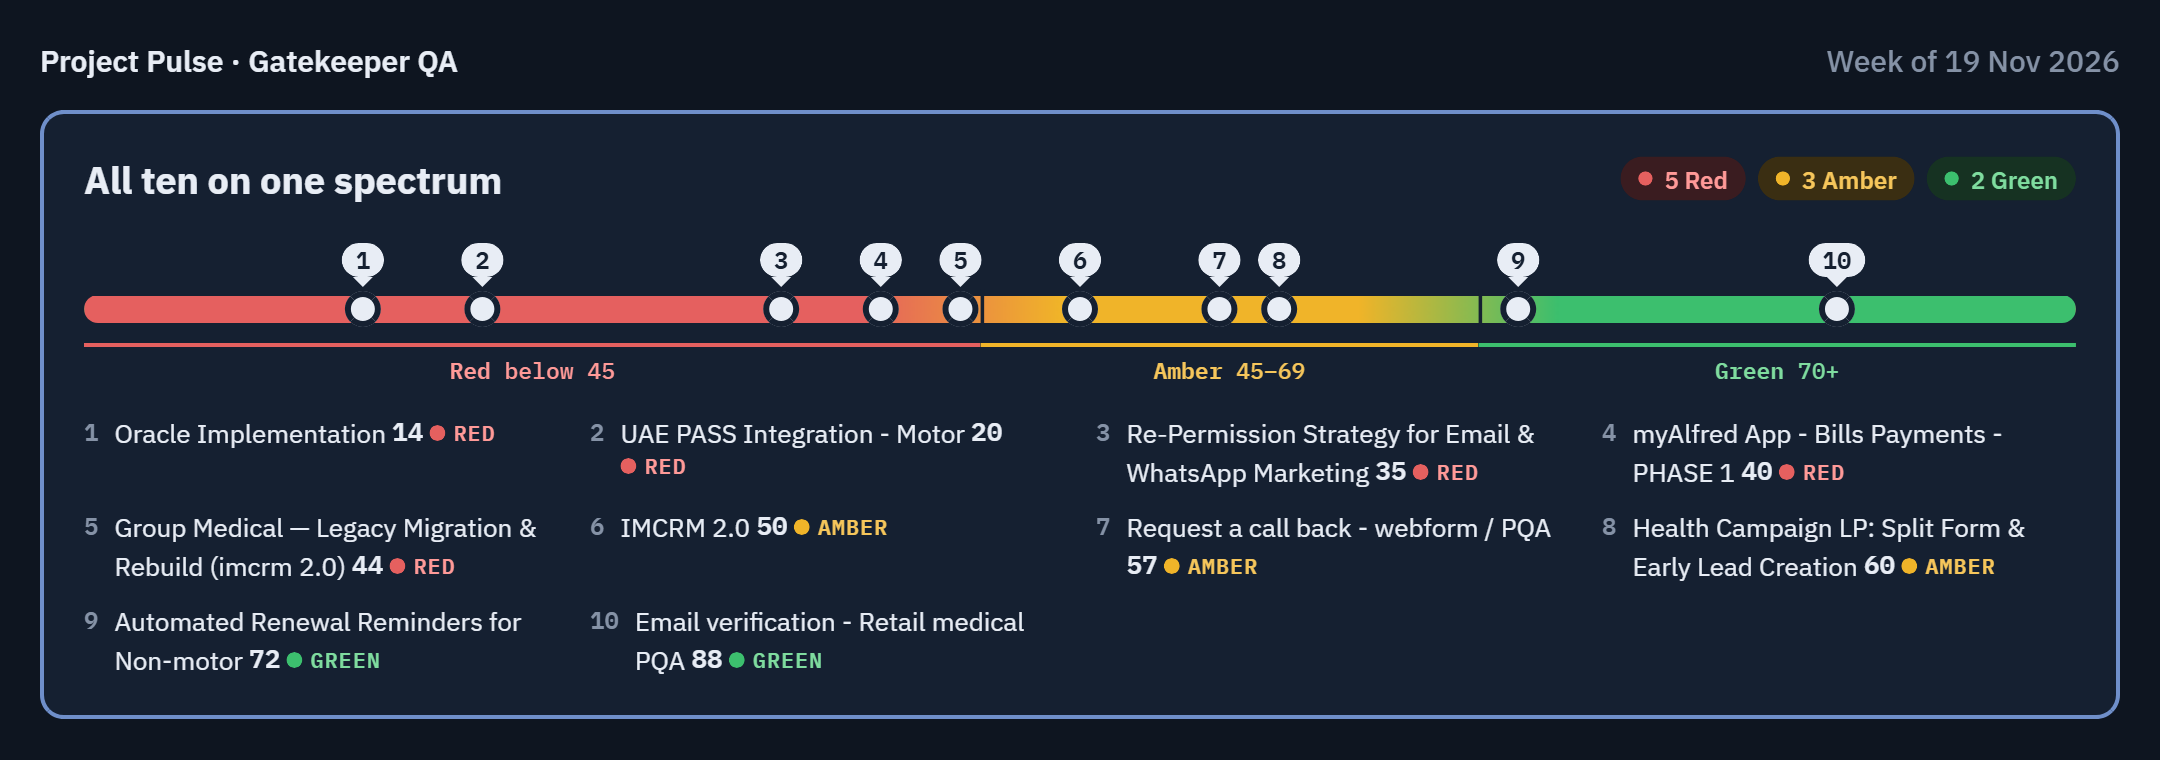 Project Pulse · Gatekeeper QA
Week of 19 Nov 2026
All ten on one spectrum
5 Red
3 Amber
2 Green
1
2
3
4
5
6
7
8
9
10
Red below 45
Amber 45–69
Green 70+
1 Oracle Implementation 14 RED
2 UAE PASS Integration - Motor 20
RED
3 Re-Permission Strategy for Email &
WhatsApp Marketing 35 RED
4 myAlfred App - Bills Payments -
PHASE 1 40 RED
5 Group Medical — Legacy Migration &
Rebuild (imcrm 2.0) 44 RED
6 IMCRM 2.0 50 AMBER
7 Request a call back - webform / PQA
57 AMBER
8 Health Campaign LP: Split Form &
Early Lead Creation 60 AMBER
9 Automated Renewal Reminders for
Non-motor 72 GREEN
10 Email verification - Retail medical
PQA 88 GREEN